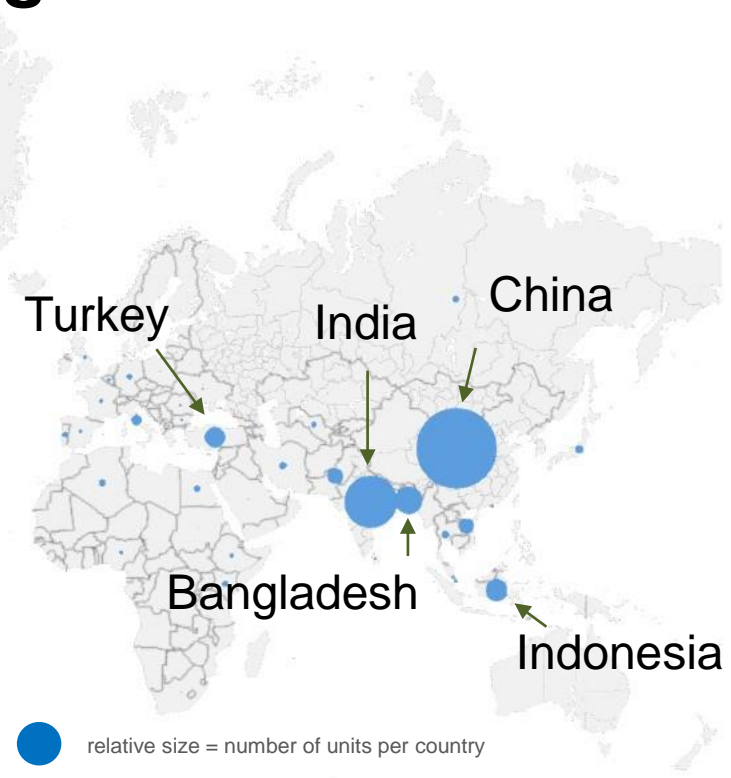 Turkey
India
China
Bangladesh
Indonesia
relative size = number of units per country